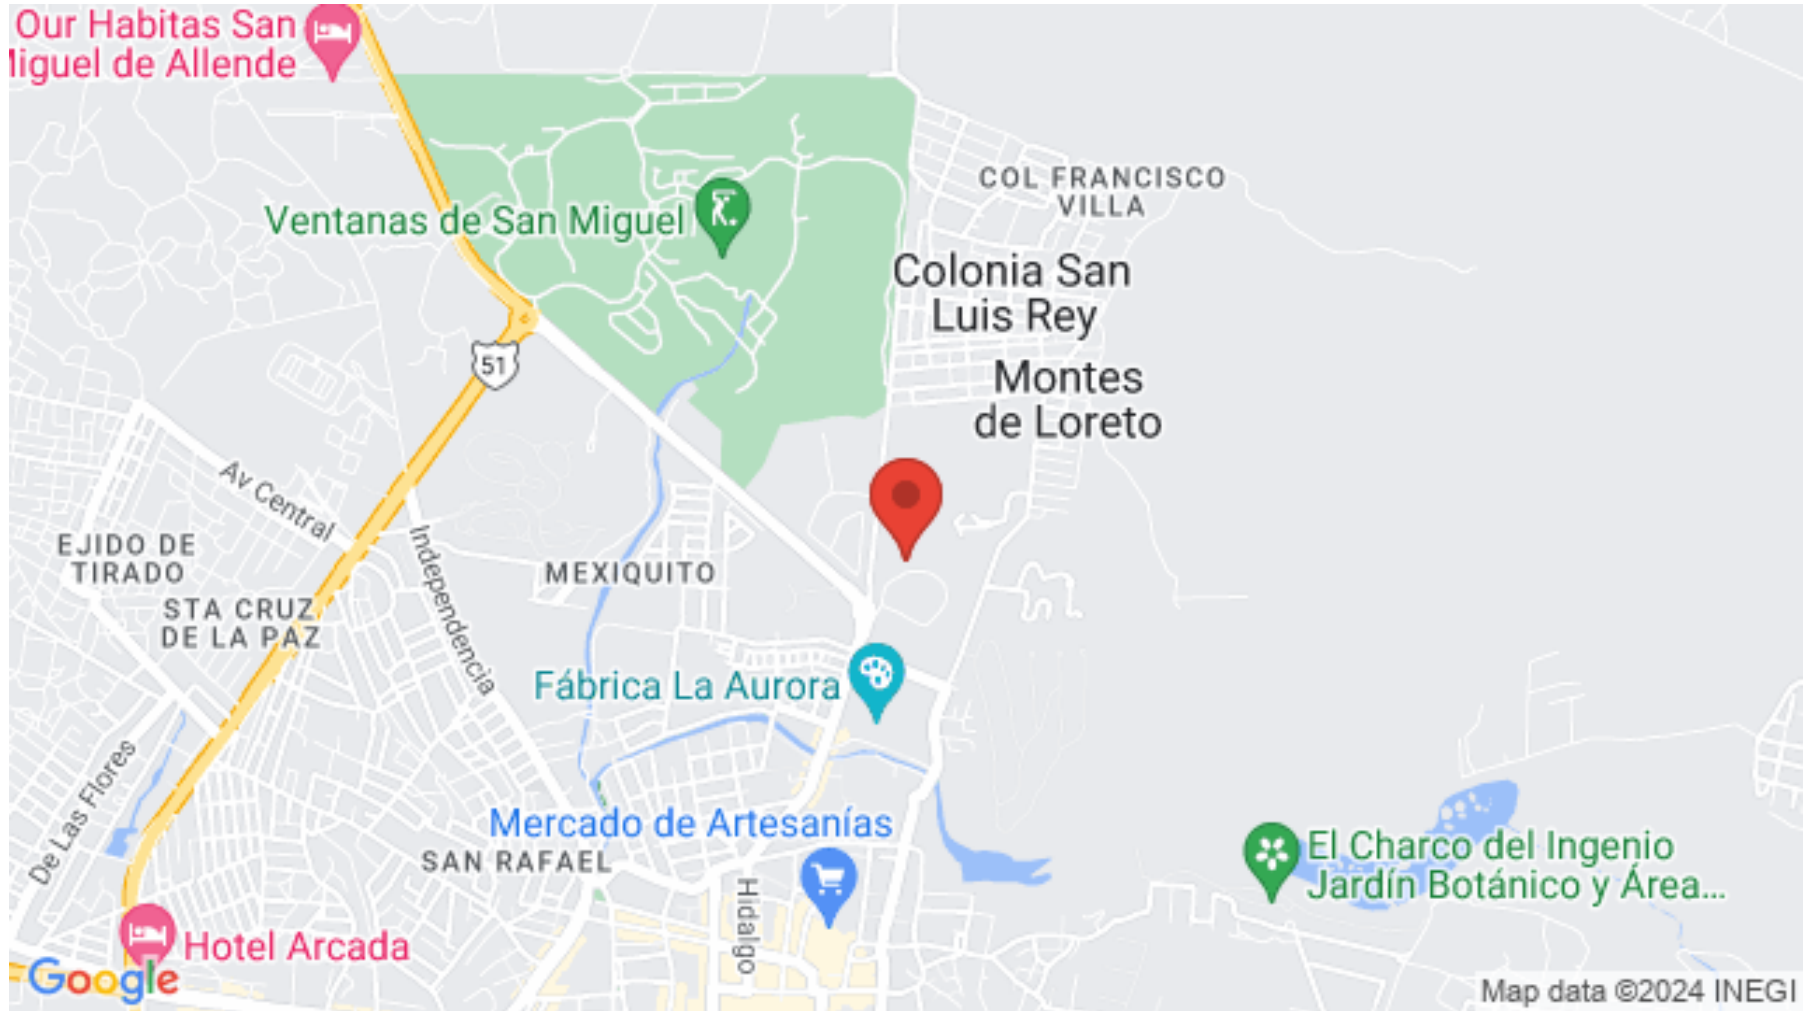 Our Habitas San
Miguel de Allende
COL FRANCISCO
VILLA
Ventanas de San Miguel
Colonia San
Luis Rey
51
Montes
de Loreto
Av Central
Independencia
EJIDO DE
TIRADO
MEXIQUITO
STA CRUZ
DE LA PAZ
Fábrica La Aurora
De Las Flores
Mercado de Artesanías
SAN RAFAEL
El Charco del Ingenio
Jardín Botánico y Área...
Hidalgo
Hotel Arcada
Google
Map data ©2024 INEGI